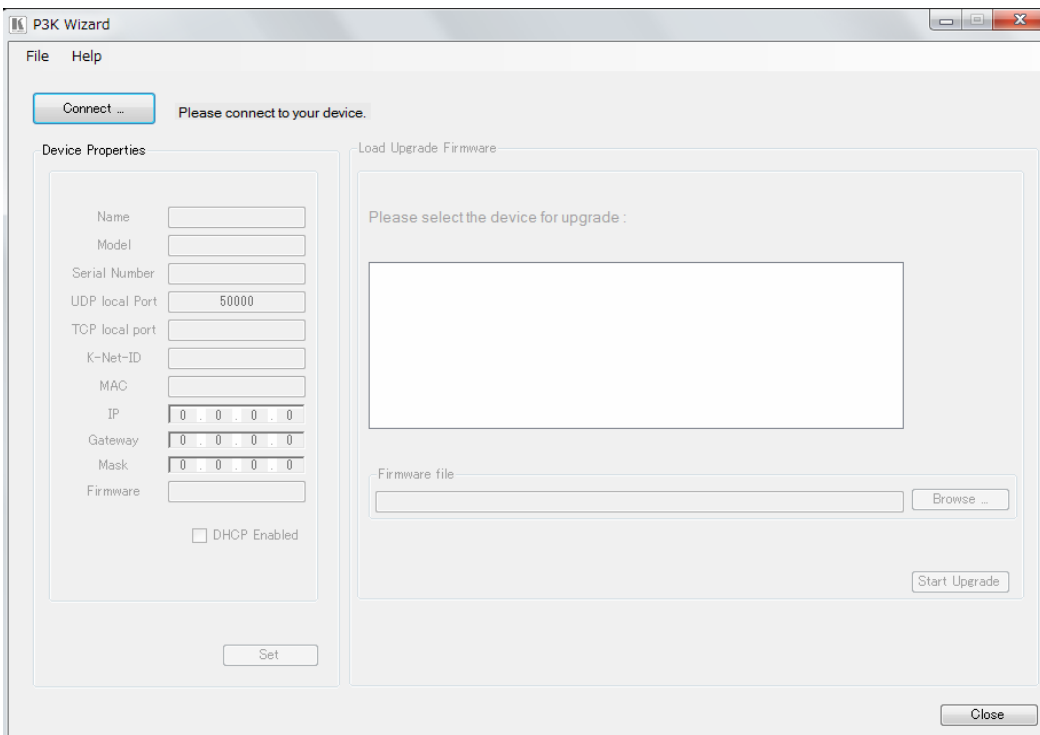 P3K Wizard
File Help
Connect ... Please connect to your device.
Device Properties
Name
Model
Serial Number
UDP local Port 50000
TCP local port
K-Net-ID
MAC
IP 0 . 0 . 0 . 0
Gateway 0 . 0 . 0 . 0
Mask 0 . 0 . 0 . 0
Firmware
DHCP Enabled
Set
Load Upgrade Firmware
Please select the device for upgrade :
Firmware file
Browse ...
Start Upgrade
Close